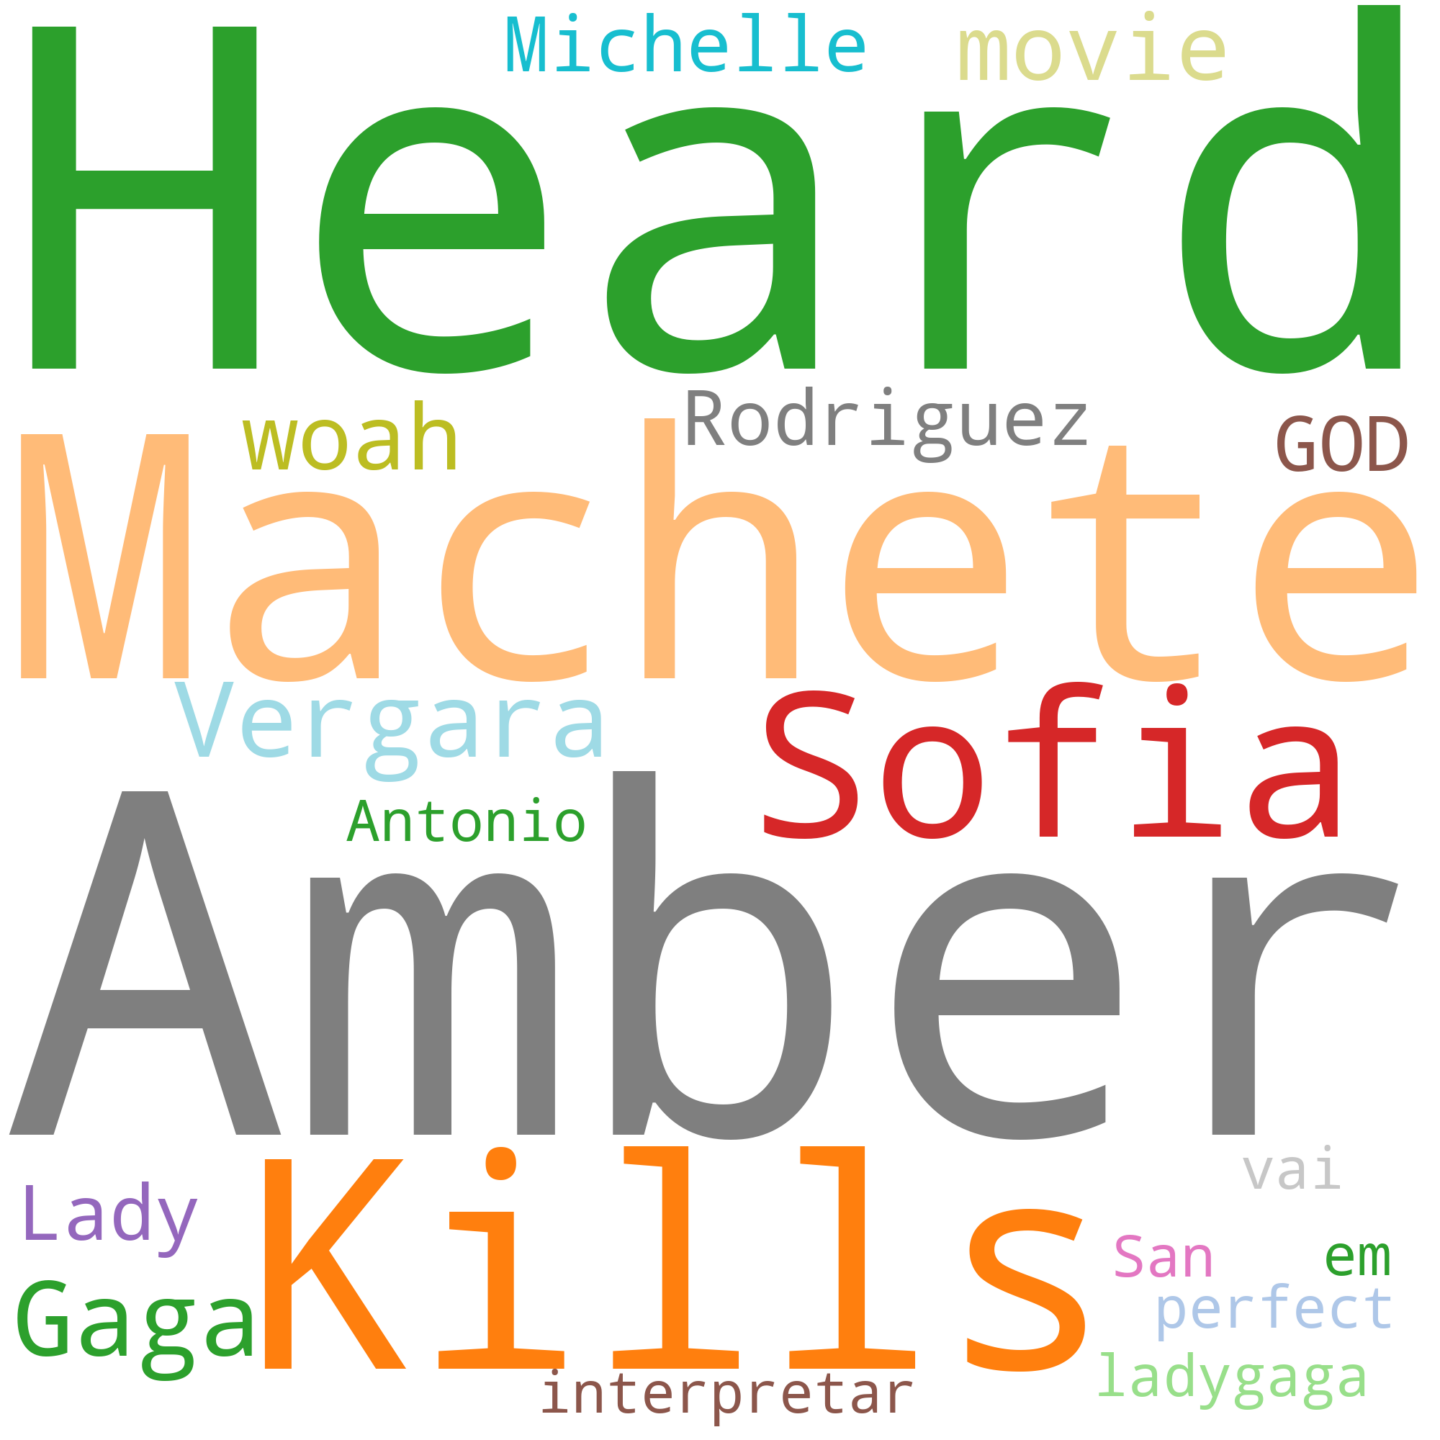 Michelle movie
Heard
woah Rodriguez GOD
Machete
Vergara Sofia
Antonio
Amber
Kills
vai
Lady
San em
Gaga
perfect
ladygaga
interpretar